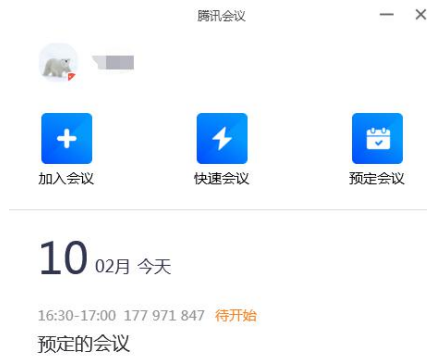 腾讯会议
加入会议 快速会议 预定会议
10 02月 今天
16:30-17:00 177 971 847 待开始
预定的会议